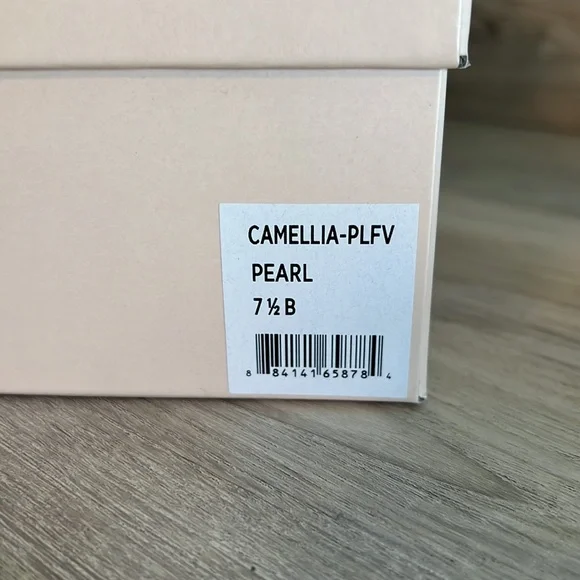 CAMELLIA-PLFV
PEARL
7 ½ B
8 84141 65878 4